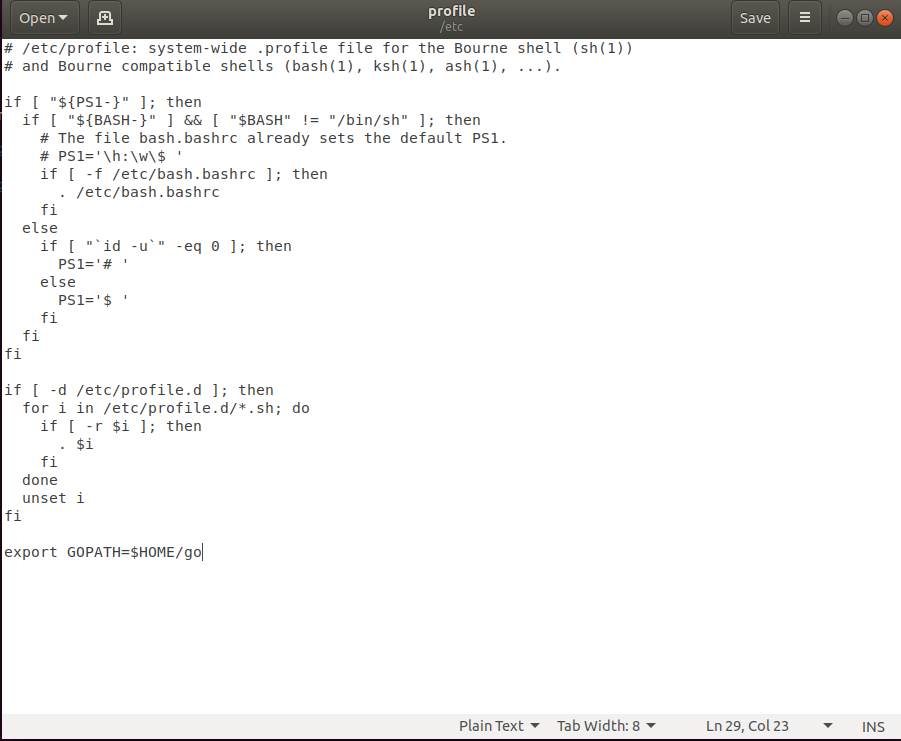 Open
profile
/etc
Save
# /etc/profile: system-wide .profile file for the Bourne shell (sh(1))
# and Bourne compatible shells (bash(1), ksh(1), ash(1), ...).
if [ "${PS1-}" ]; then
  if [ "${BASH-}" ] && [ "$BASH" != "/bin/sh" ]; then
    # The file bash.bashrc already sets the default PS1.
    # PS1='\h:\w\$ '
    if [ -f /etc/bash.bashrc ]; then
      . /etc/bash.bashrc
    fi
  else
    if [ "`id -u`" -eq 0 ]; then
      PS1='# '
    else
      PS1='$ '
    fi
  fi
fi
if [ -d /etc/profile.d ]; then
  for i in /etc/profile.d/*.sh; do
    if [ -r $i ]; then
      . $i
    fi
  done
  unset i
fi
export GOPATH=$HOME/go
Plain Text Tab Width: 8 Ln 29, Col 23 INS